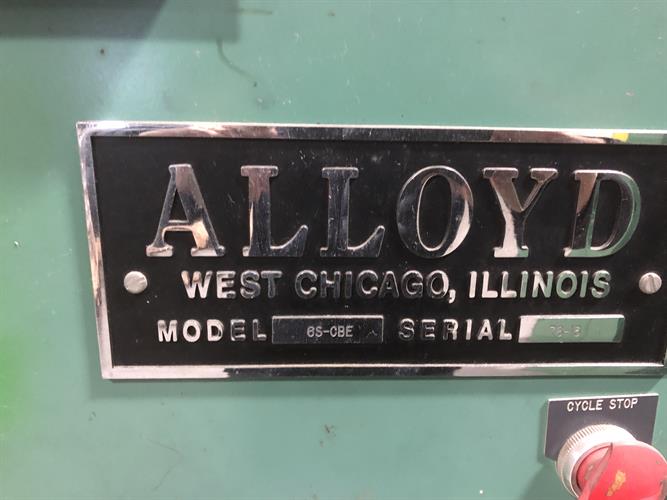 ALLOYD
WEST CHICAGO, ILLINOIS
MODEL 6S-CBE SERIAL
CYCLE STOP